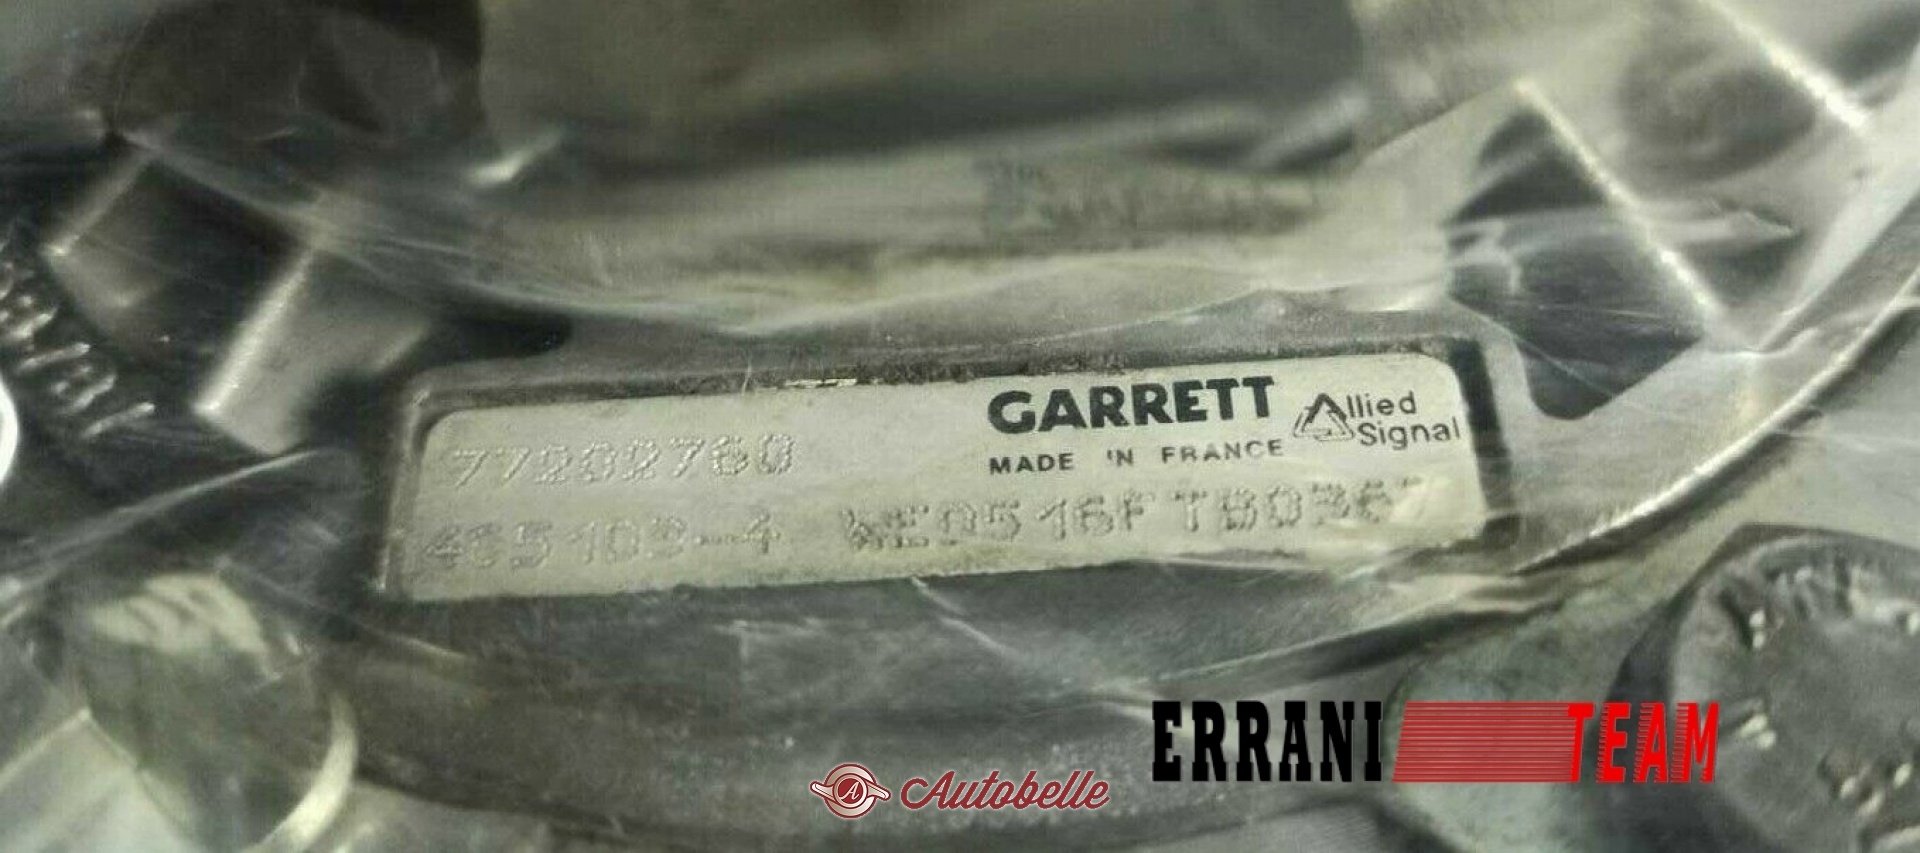 GARRETT
Allied
Signal
77202760
MADE IN FRANCE
465103-4
Autobelle
ERRANI TEAM